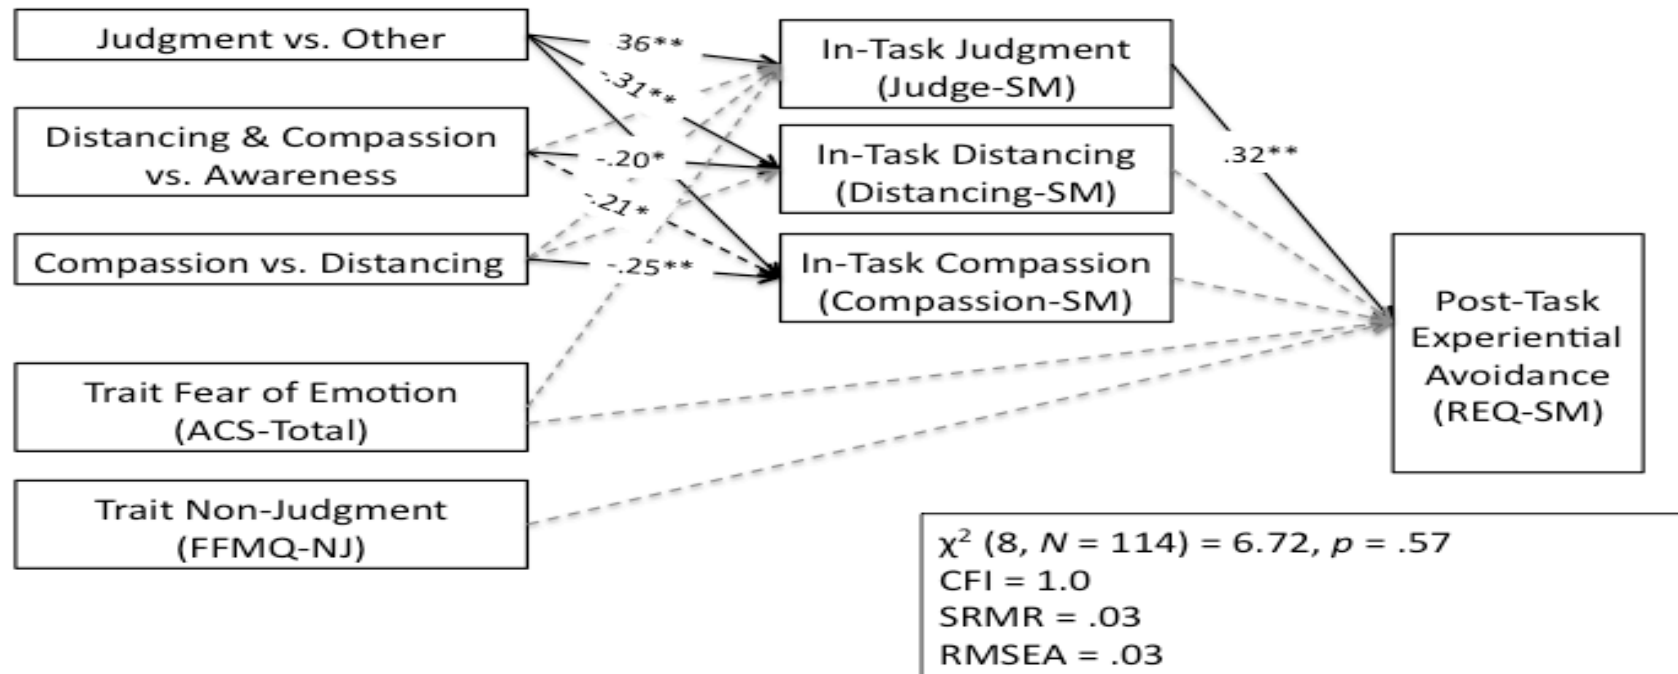 Judgment vs. Other
Distancing & Compassion
vs. Awareness
Compassion vs. Distancing
Trait Fear of Emotion
(ACS-Total)
Trait Non-Judgment
(FFMQ-NJ)
36**
-.31**
-.20*
-.21*
-.25**
In-Task Judgment
(Judge-SM)
In-Task Distancing
(Distancing-SM)
In-Task Compassion
(Compassion-SM)
.32**
Post-Task
Experiential
Avoidance
(REQ-SM)
χ² (8, N = 114) = 6.72, p = .57
CFI = 1.0
SRMR = .03
RMSEA = .03